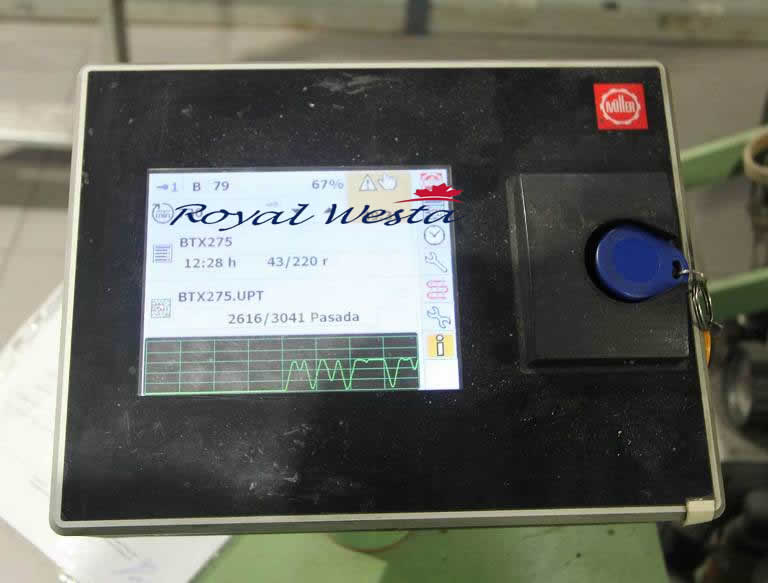 MÜLLER
1 B 79 67%
Royal Westa
BTX275
12:28 h 43/220 r
BTX275.UPT
2616/3041 Pasada
i